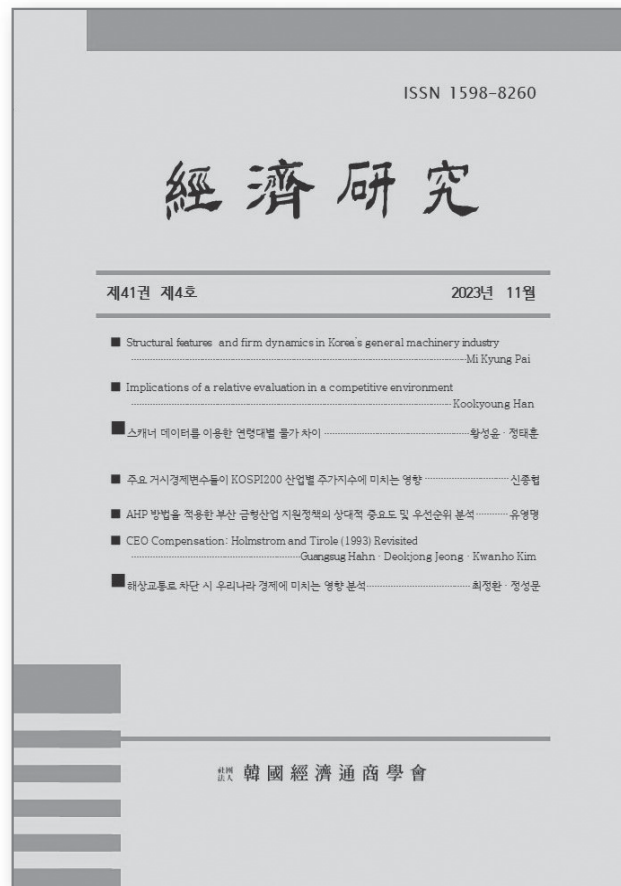 ISSN 1598-8260
經濟研究
제41권 제4호 2023년 11월
■ Structural features and firm dynamics in Korea's general machinery industry
Mi Kyung Pai
■ Implications of a relative evaluation in a competitive environment
Kookyoung Han
■ 스캐너 데이터를 이용한 연령대별 물가 차이 황성윤 · 정태훈
■ 주요 거시경제변수들이 KOSPI200 산업별 주가지수에 미치는 영향 신종협
■ AHP 방법을 적용한 부산 금형산업 지원정책의 상대적 중요도 및 우선순위 분석 유영명
■ CEO Compensation: Holmstrom and Tirole (1993) Revisited
Guangsug Hahn · Deokjong Jeong · Kwanho Kim
■ 해상교통로 차단 시 우리나라 경제에 미치는 영향 분석 최정환 · 정성문
社團法人 韓國經濟通商學會